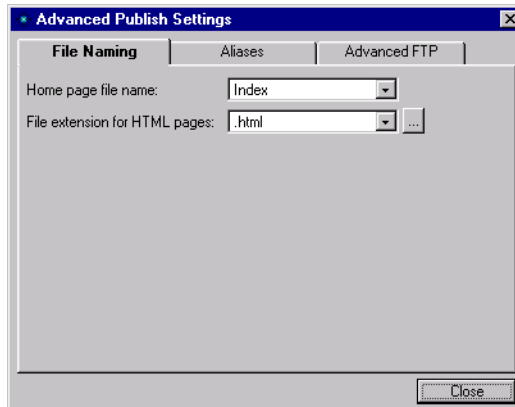 Advanced Publish Settings
File Naming Aliases Advanced FTP
Home page file name: Index
File extension for HTML pages: .html ...
Close